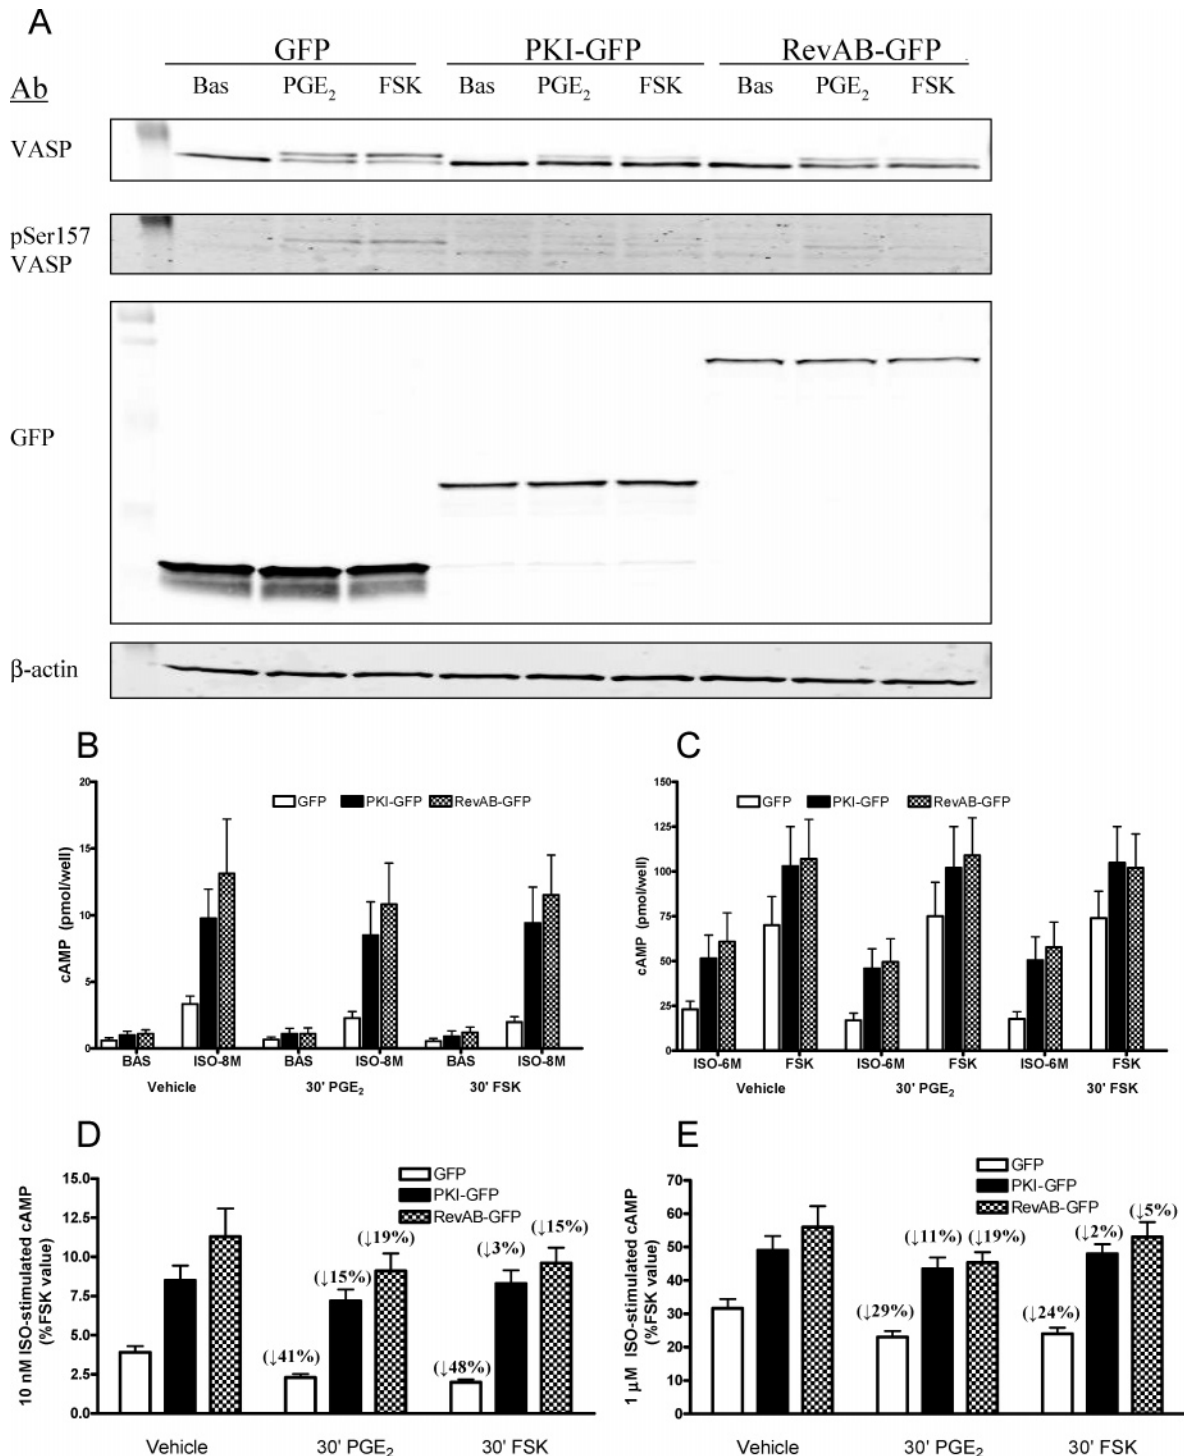 A
GFP PKI-GFP RevAB-GFP
Ab Bas PGE₂ FSK Bas PGE₂ FSK Bas PGE₂ FSK
VASP
pSer157
VASP
GFP
β-actin
B
cAMP (pmol/well)
20
15
10
5
0
GFP PKI-GFP RevAB-GFP
BAS ISO-8M BAS ISO-8M BAS ISO-8M
Vehicle 30' PGE₂ 30' FSK
C
cAMP (pmol/well)
150
125
100
75
50
25
0
GFP PKI-GFP RevAB-GFP
ISO-6M FSK ISO-6M FSK ISO-6M FSK
Vehicle 30' PGE₂ 30' FSK
D
10 nM ISO-stimulated cAMP
(%FSK value)
15.0
12.5
10.0
7.5
5.0
2.5
0.0
GFP
PKI-GFP
RevAB-GFP
(↓41%) (↓15%) (↓19%) (↓48%) (↓3%) (↓15%)
Vehicle 30' PGE₂ 30' FSK
E
1 μM ISO-stimulated cAMP
(%FSK value)
70
60
50
40
30
20
10
0
GFP
PKI-GFP
RevAB-GFP
(↓29%) (↓11%) (↓19%) (↓24%) (↓2%) (↓5%)
Vehicle 30' PGE₂ 30' FSK